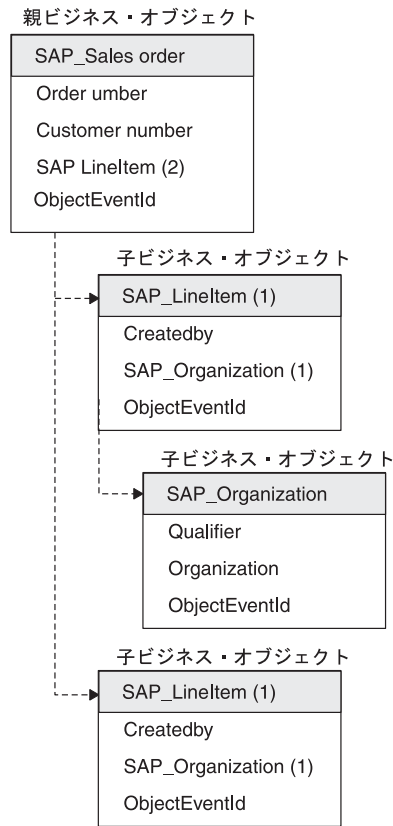 親ビジネス・オブジェクト
SAP_Sales order
Order umber
Customer number
SAP LineItem (2)
ObjectEventId
子ビジネス・オブジェクト
SAP_LineItem (1)
Createdby
SAP_Organization (1)
ObjectEventId
子ビジネス・オブジェクト
SAP_Organization
Qualifier
Organization
ObjectEventId
子ビジネス・オブジェクト
SAP_LineItem (1)
Createdby
SAP_Organization (1)
ObjectEventId